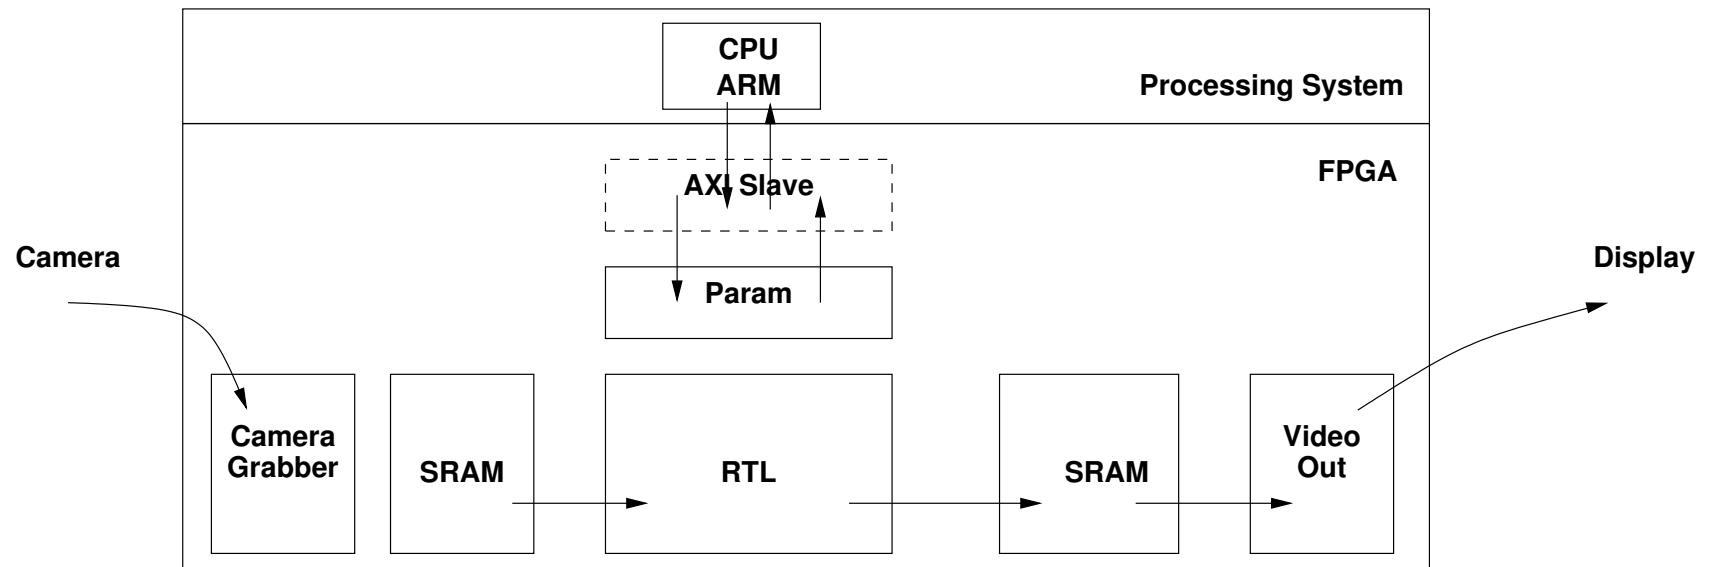 CPU
ARM
Processing System
AXI Slave
FPGA
Camera
Display
Param
Camera
Grabber
SRAM
RTL
SRAM
Video
Out